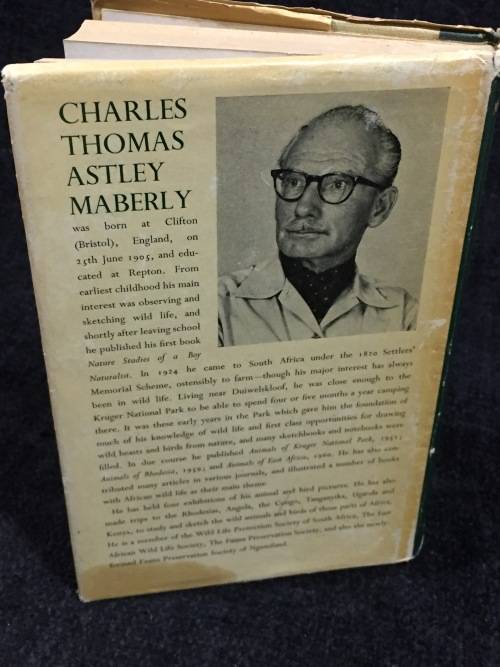 CHARLES
THOMAS
ASTLEY
MABERLY
was born at Clifton
(Bristol), England, on
25th June 1905, and edu-
cated at Repton. From
earliest childhood his main
interest was observing and
sketching wild life, and
shortly after leaving school
he published his first book
Nature Studies of a Boy
Naturalist. In 1924 he came to South Africa under the 1820 Settlers'
Memorial Scheme, ostensibly to farm—though his major interest has always
been in wild life. Living near Duiwelskloof, he was close enough to the
Kruger National Park to be able to spend four or five months a year camping
there. It was these early years in the Park which gave him the foundation of
much of his knowledge of wild life and first class opportunities for drawing
wild beasts and birds from nature, and many sketchbooks and notebooks were
filled. In due course he published Animals of Kruger National Park, 1951;
Animals of Rhodesia, 1959; and Animals of East Africa, 1960. He has also con-
tributed many articles in various journals, and illustrated a number of books
with African wild life as their main theme.
He has held four exhibitions of his animal and bird pictures. He has also
made trips to the Rhodesias, Angola, the Congo, Tanganyika, Uganda and
Kenya, to study and sketch the wild animals and birds of those parts of Africa.
He is a member of the Wild Life Protection Society of South Africa, The East
African Wild Life Society, The Fauna Preservation Society, and also the newly-
formed Fauna Preservation Society of Ngamiland.